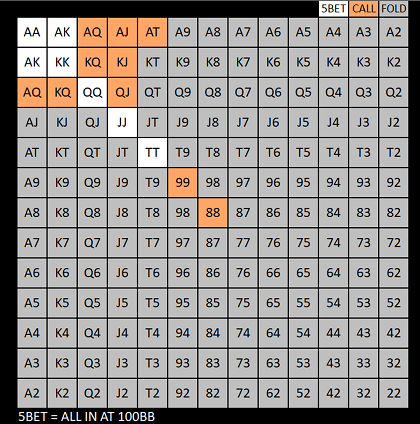 5BET CALL FOLD
AA AK AQ AJ AT A9 A8 A7 A6 A5 A4 A3 A2
AK KK KQ KJ KT K9 K8 K7 K6 K5 K4 K3 K2
AQ KQ QQ QJ QT Q9 Q8 Q7 Q6 Q5 Q4 Q3 Q2
AJ KJ QJ JJ JT J9 J8 J7 J6 J5 J4 J3 J2
AT KT QT JT TT T9 T8 T7 T6 T5 T4 T3 T2
A9 K9 Q9 J9 T9 99 98 97 96 95 94 93 92
A8 K8 Q8 J8 T8 98 88 87 86 85 84 83 82
A7 K7 Q7 J7 T7 97 87 77 76 75 74 73 72
A6 K6 Q6 J6 T6 96 86 76 66 65 64 63 62
A5 K5 Q5 J5 T5 95 85 75 65 55 54 53 52
A4 K4 Q4 J4 T4 94 84 74 64 54 44 43 42
A3 K3 Q3 J3 T3 93 83 73 63 53 43 33 32
A2 K2 Q2 J2 T2 92 82 72 62 52 42 32 22
5BET = ALL IN AT 100BB